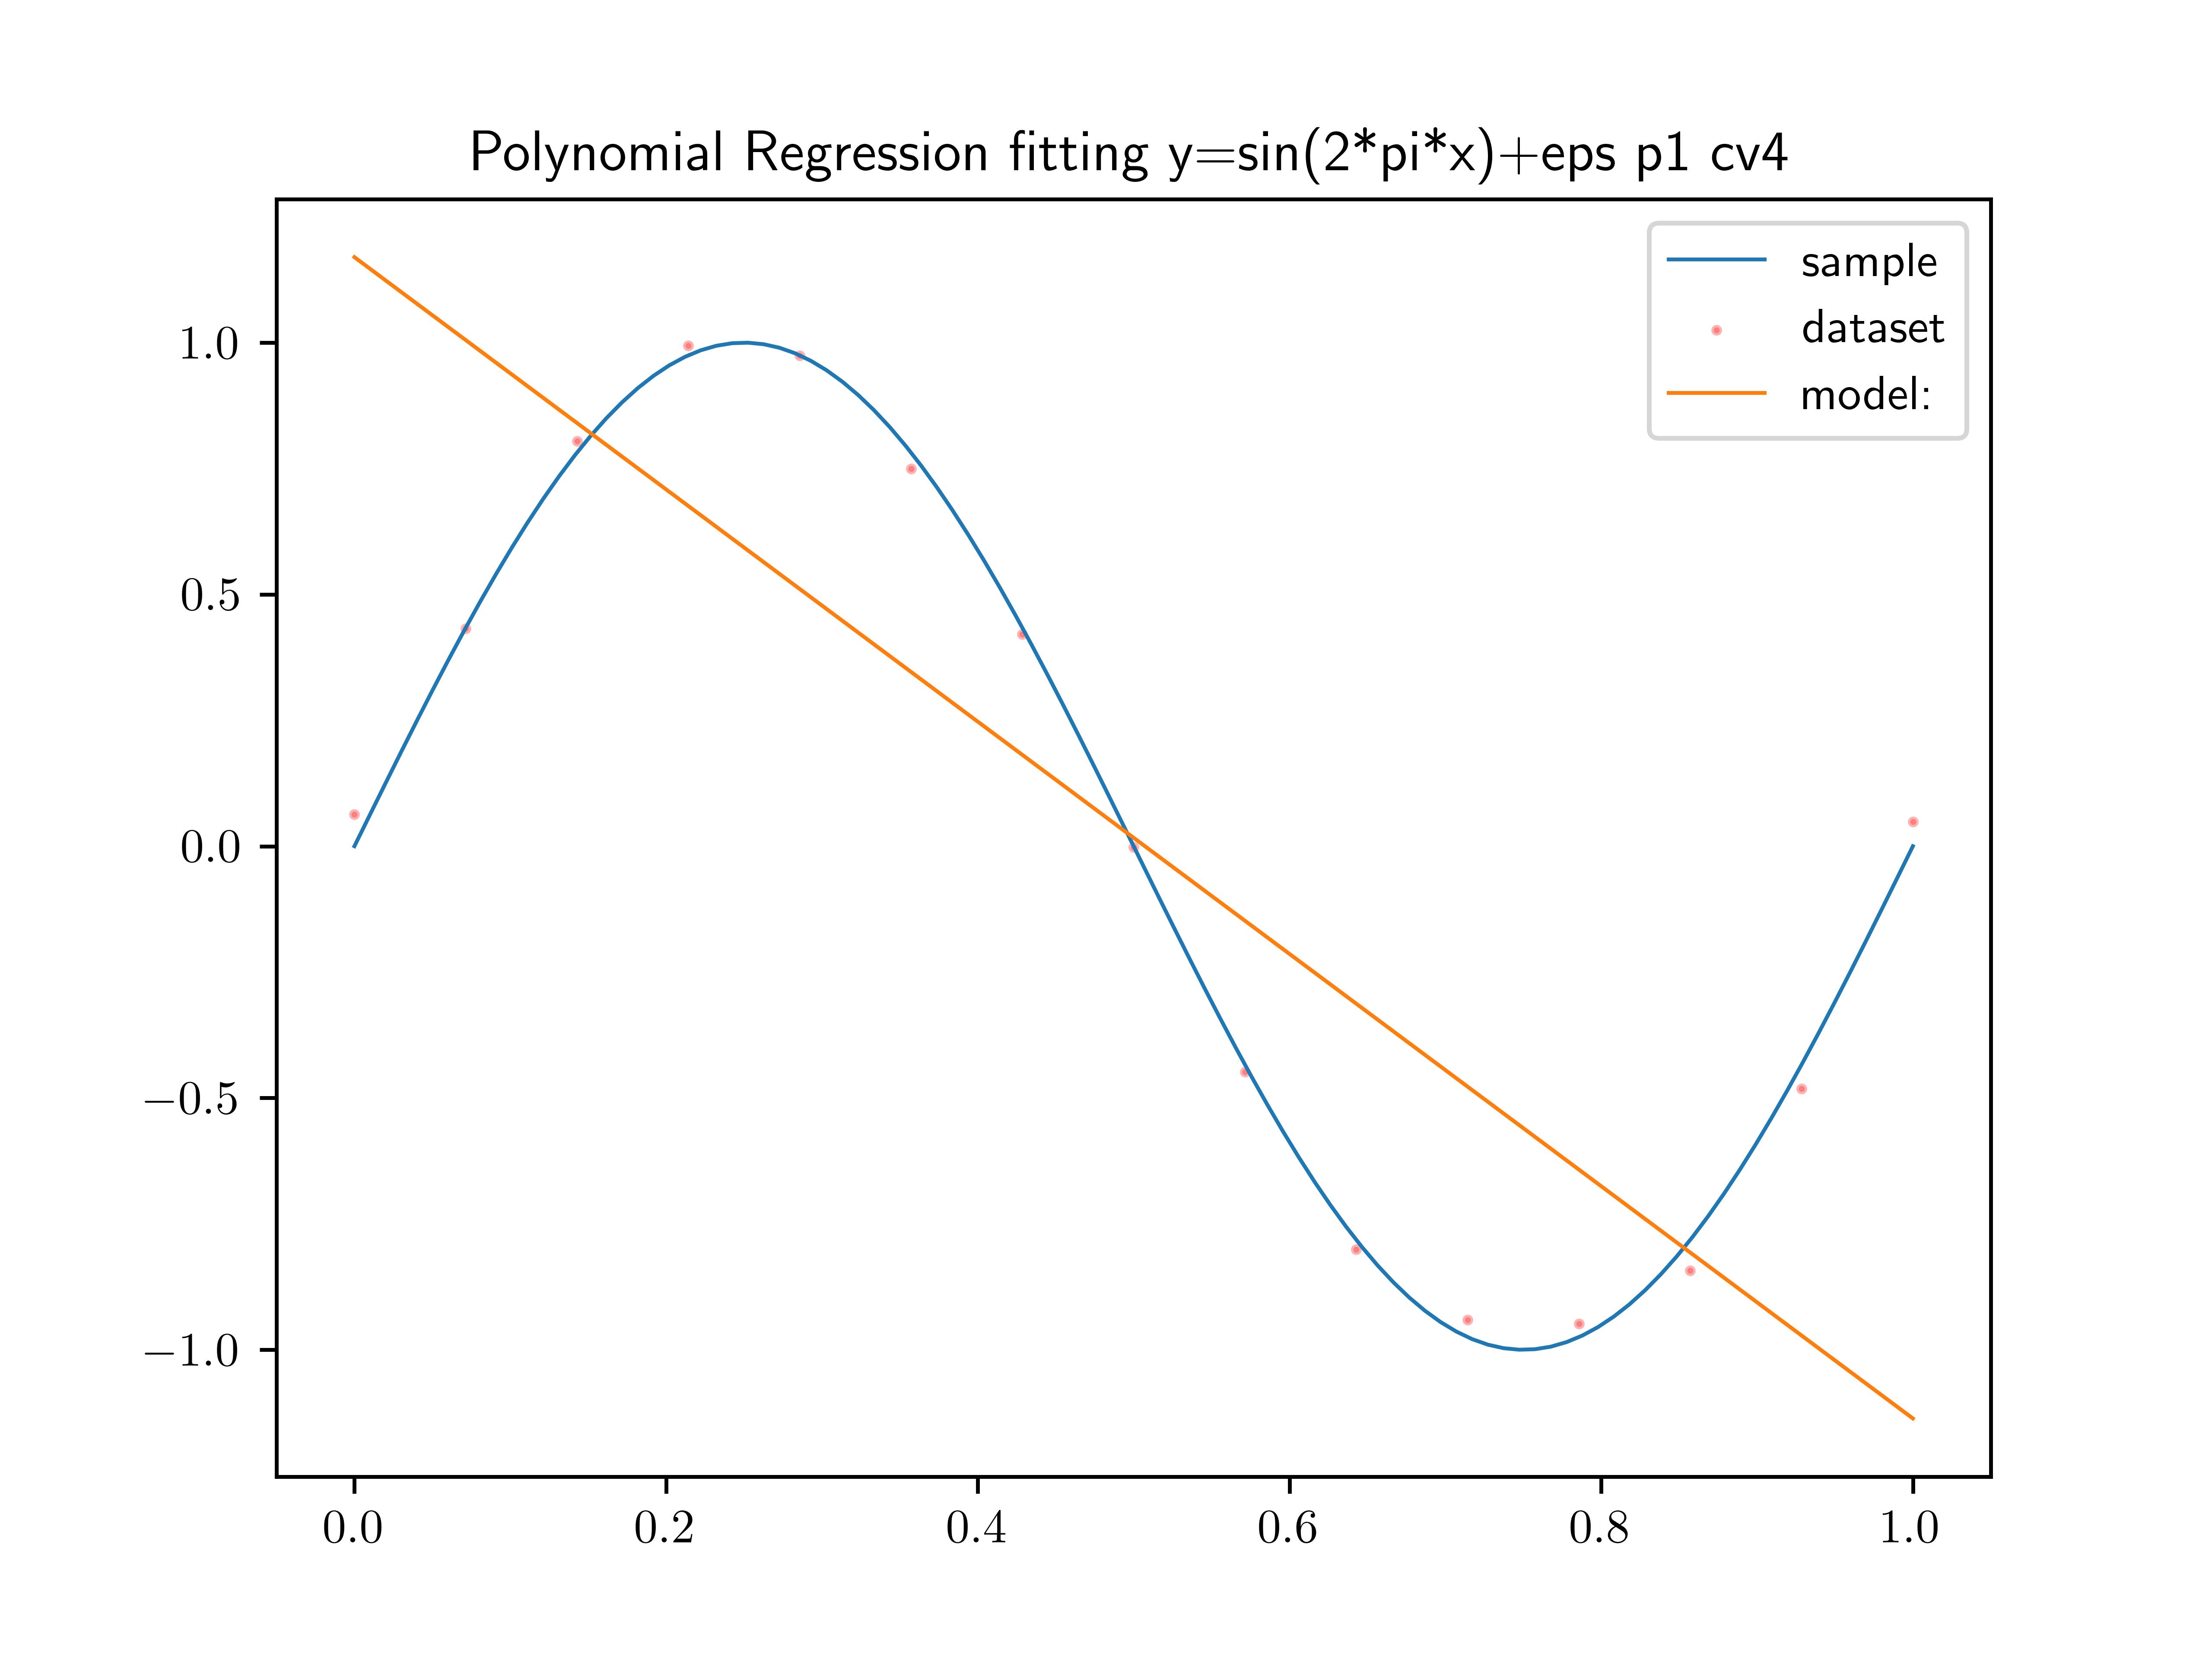 Polynomial Regression fitting y=sin(2*pi*x)+eps p1 cv4
sample
dataset
model:
1.0
0.5
0.0
−0.5
−1.0
0.0 0.2 0.4 0.6 0.8 1.0